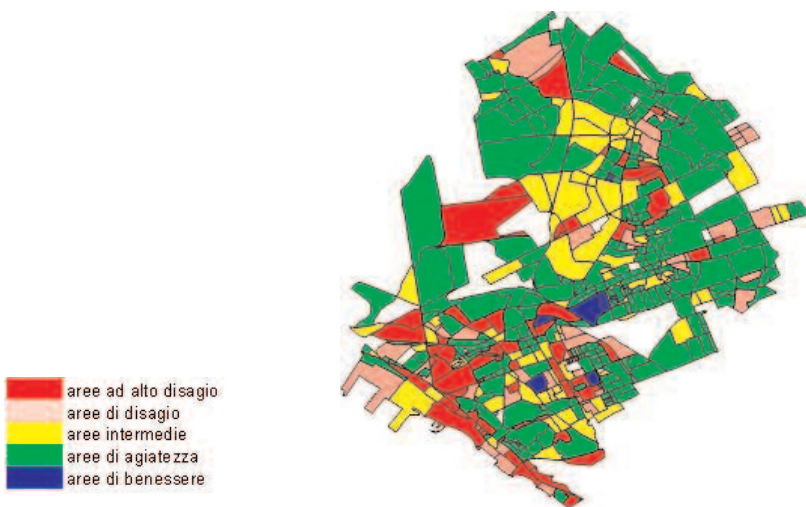 aree ad alto disagio
aree di disagio
aree intermedie
aree di agiatezza
aree di benessere